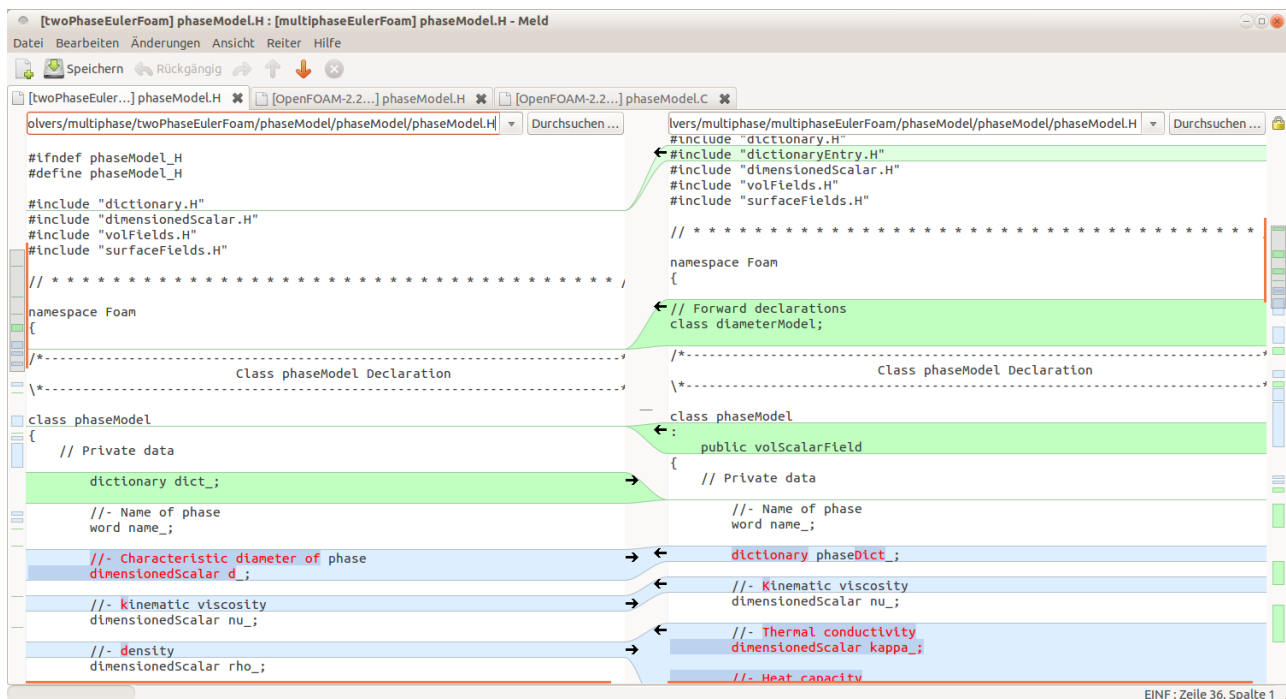 [twoPhaseEulerFoam] phaseModel.H : [multiphaseEulerFoam] phaseModel.H - Meld
Datei Bearbeiten Änderungen Ansicht Reiter Hilfe
Speichern Rückgängig
[twoPhaseEuler...] phaseModel.H [OpenFOAM-2.2...] phaseModel.H [OpenFOAM-2.2...] phaseModel.C
olvers/multiphase/twoPhaseEulerFoam/phaseModel/phaseModel/phaseModel.H Durchsuchen ...
#ifndef phaseModel_H
#define phaseModel_H
#include "dictionary.H"
#include "dimensionedScalar.H"
#include "volFields.H"
#include "surfaceFields.H"
// * * * * * * * * * * * * * * * * * * * * * * * * * * * * * * * * * * * * * /
namespace Foam
{
/*---------------------------------------------------------------------------*
Class phaseModel Declaration
\*---------------------------------------------------------------------------*
class phaseModel
{
// Private data
dictionary dict_;
//- Name of phase
word name_;
//- Characteristic diameter of phase
dimensionedScalar d_;
//- kinematic viscosity
dimensionedScalar nu_;
//- density
dimensionedScalar rho_;
lvers/multiphase/multiphaseEulerFoam/phaseModel/phaseModel/phaseModel.H Durchsuchen ...
#include "dictionary.H"
#include "dictionaryEntry.H"
#include "dimensionedScalar.H"
#include "volFields.H"
#include "surfaceFields.H"
// * * * * * * * * * * * * * * * * * * * * * * * * * * * * * * * * * * * * *
namespace Foam
{
// Forward declarations
class diameterModel;
/*---------------------------------------------------------------------------*
Class phaseModel Declaration
\*---------------------------------------------------------------------------*
class phaseModel
:
public volScalarField
{
// Private data
//- Name of phase
word name_;
dictionary phaseDict_;
//- Kinematic viscosity
dimensionedScalar nu_;
//- Thermal conductivity
dimensionedScalar kappa_;
//- Heat capacity
EINF : Zeile 36, Spalte 1